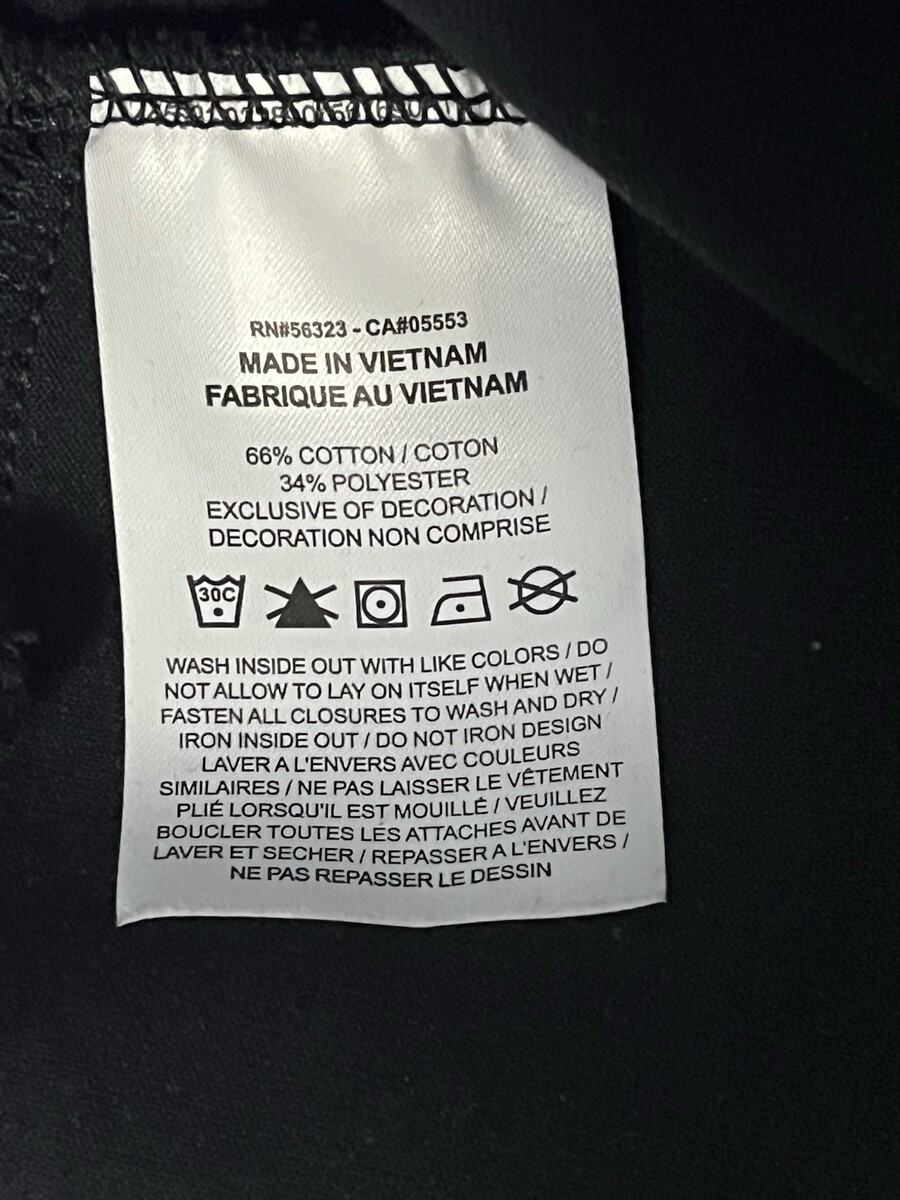 RN#56323 - CA#05553
MADE IN VIETNAM
FABRIQUE AU VIETNAM
66% COTTON / COTON
34% POLYESTER
EXCLUSIVE OF DECORATION /
DECORATION NON COMPRISE
30C
WASH INSIDE OUT WITH LIKE COLORS / DO
NOT ALLOW TO LAY ON ITSELF WHEN WET /
FASTEN ALL CLOSURES TO WASH AND DRY /
IRON INSIDE OUT / DO NOT IRON DESIGN
LAVER A L'ENVERS AVEC COULEURS
SIMILAIRES / NE PAS LAISSER LE VÊTEMENT
PLIÉ LORSQU'IL EST MOUILLÉ / VEUILLEZ
BOUCLER TOUTES LES ATTACHES AVANT DE
LAVER ET SECHER / REPASSER A L'ENVERS /
NE PAS REPASSER LE DESSIN